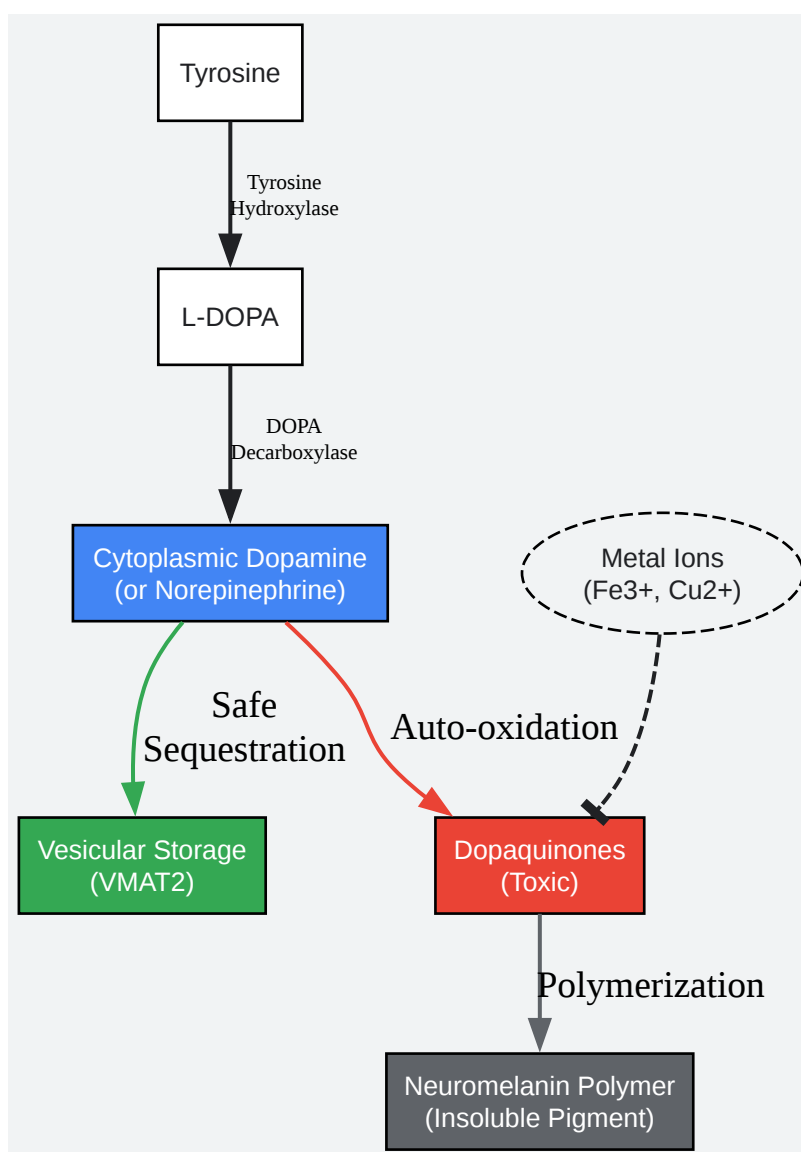 Tyrosine
Tyrosine
Hydroxylase
L-DOPA
DOPA
Decarboxylase
Cytoplasmic Dopamine
(or Norepinephrine)
Metal Ions
(Fe3+, Cu2+)
Safe
Sequestration
Auto-oxidation
Vesicular Storage
(VMAT2)
Dopaquinones
(Toxic)
Polymerization
Neuromelanin Polymer
(Insoluble Pigment)